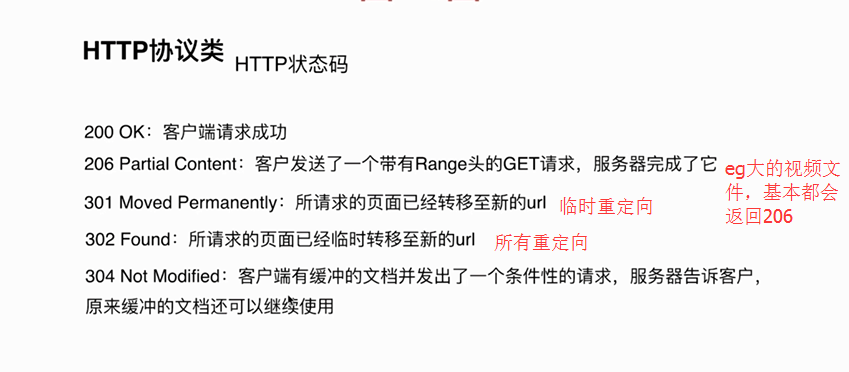 HTTP协议类
HTTP状态码
200 OK：客户端请求成功
206 Partial Content：客户发送了一个带有Range头的GET请求，服务器完成了它
eg大的视频文
件，基本都会
返回206
301 Moved Permanently：所请求的页面已经转移至新的url
临时重定向
302 Found：所请求的页面已经临时转移至新的url
所有重定向
304 Not Modified：客户端有缓冲的文档并发出了一个条件性的请求，服务器告诉客户，
原来缓冲的文档还可以继续使用